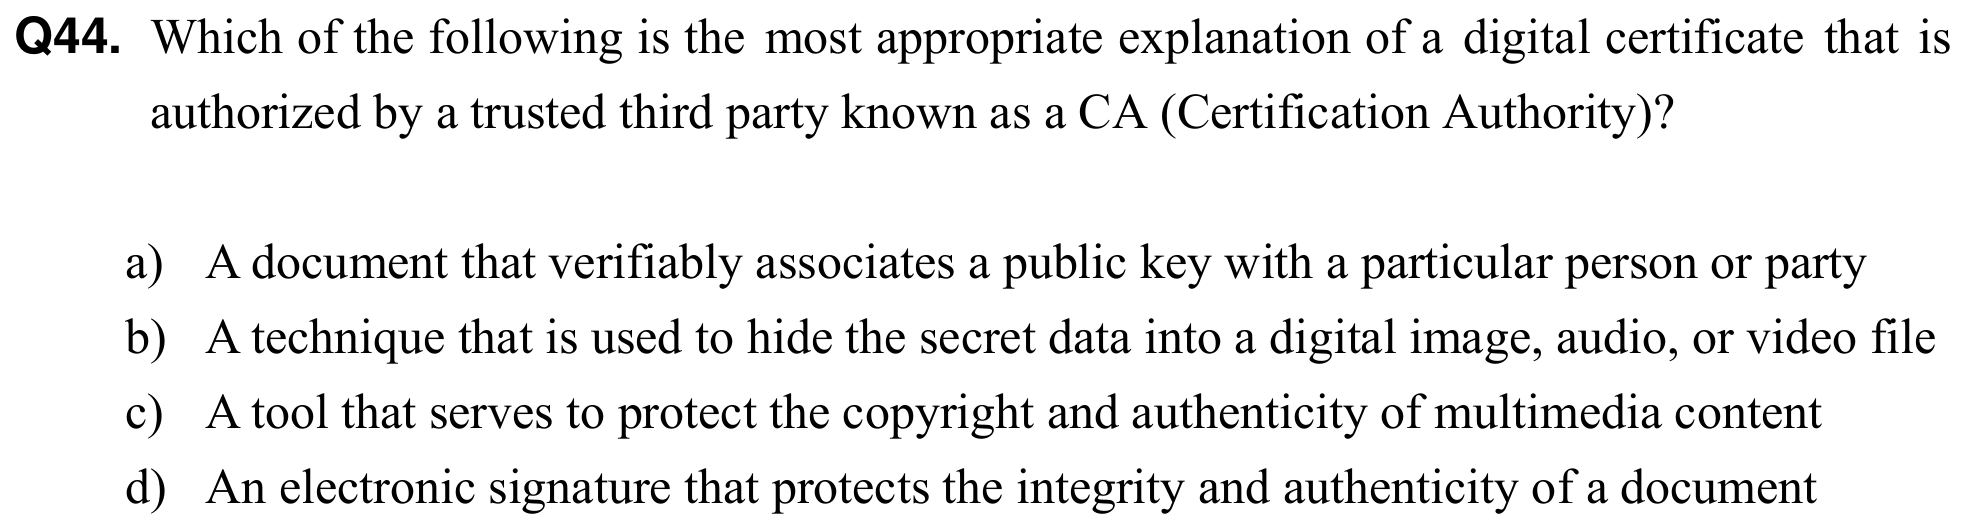 Q44. Which of the following is the most appropriate explanation of a digital certificate that is
authorized by a trusted third party known as a CA (Certification Authority)?
a) A document that verifiably associates a public key with a particular person or party
b) A technique that is used to hide the secret data into a digital image, audio, or video file
c) A tool that serves to protect the copyright and authenticity of multimedia content
d) An electronic signature that protects the integrity and authenticity of a document